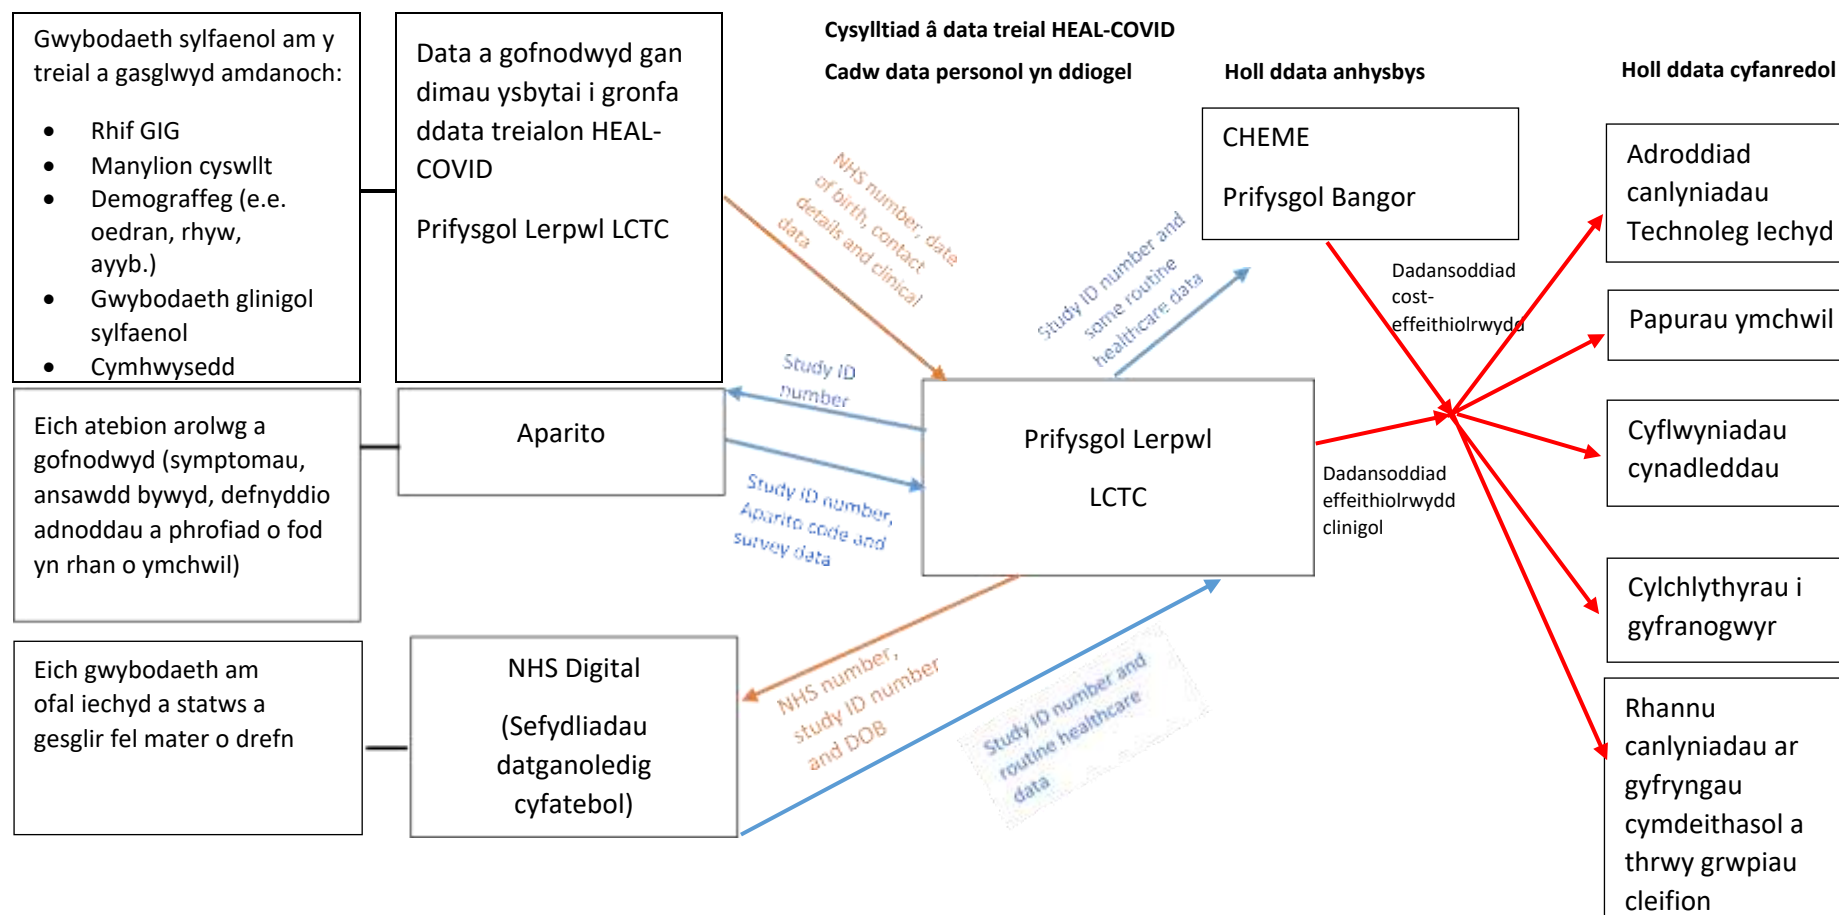 Gwybodaeth sylfaenol am y
treial a gasglwyd amdanoch:
• Rhif GIG
• Manylion cyswllt
• Demograffeg (e.e.
oedran, rhyw,
ayyb.)
• Gwybodaeth glinigol
sylfaenol
• Cymhwysedd
Data a gofnodwyd gan
dimau ysbytai i gronfa
ddata treialon HEAL-
COVID
Prifysgol Lerpwl LCTC
Cysylltiad â data treial HEAL-COVID
Cadw data personol yn ddiogel
Holl ddata anhysbys
Holl ddata cyfanredol
NHS number, date
of birth, contact
details and clinical
data
Study ID number and
some routine
healthcare data
CHEME
Prifysgol Bangor
Dadansoddiad
cost-
effeithiolrwydd
Adroddiad
canlyniadau
Technoleg Iechyd
Papurau ymchwil
Cyflwyniadau
cynadleddau
Cylchlythyrau i
gyfranogwyr
Rhannu
canlyniadau ar
gyfryngau
cymdeithasol a
thrwy grwpiau
cleifion
Eich atebion arolwg a
gofnodwyd (symptomau,
ansawdd bywyd, defnyddio
adnoddau a phrofiad o fod
yn rhan o ymchwil)
Aparito
Study ID
number
Study ID number,
Aparito code and
survey data
Prifysgol Lerpwl
LCTC
Dadansoddiad
effeithiolrwydd
clinigol
Eich gwybodaeth am
ofal iechyd a statws a
gesglir fel mater o drefn
NHS Digital
(Sefydliadau
datganoledig
cyfatebol)
NHS number,
study ID number
and DOB
Study ID number and
routine healthcare
data